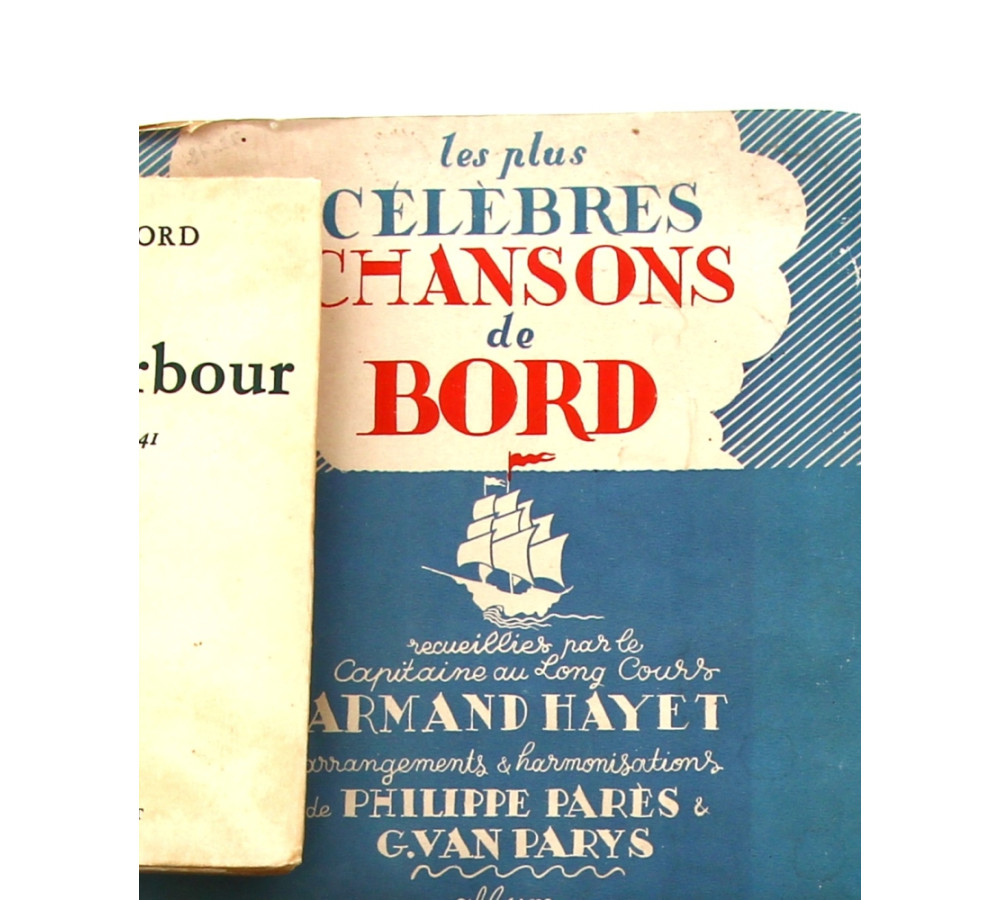 ORD
rbour
41
les plus
CÉLÈBRES
CHANSONS
de
BORD
recueillies par le
Capitaine au Long Cours
ARMAND HAYET
arrangements & harmonisations
de PHILIPPE PARÈS &
G. VAN PARYS